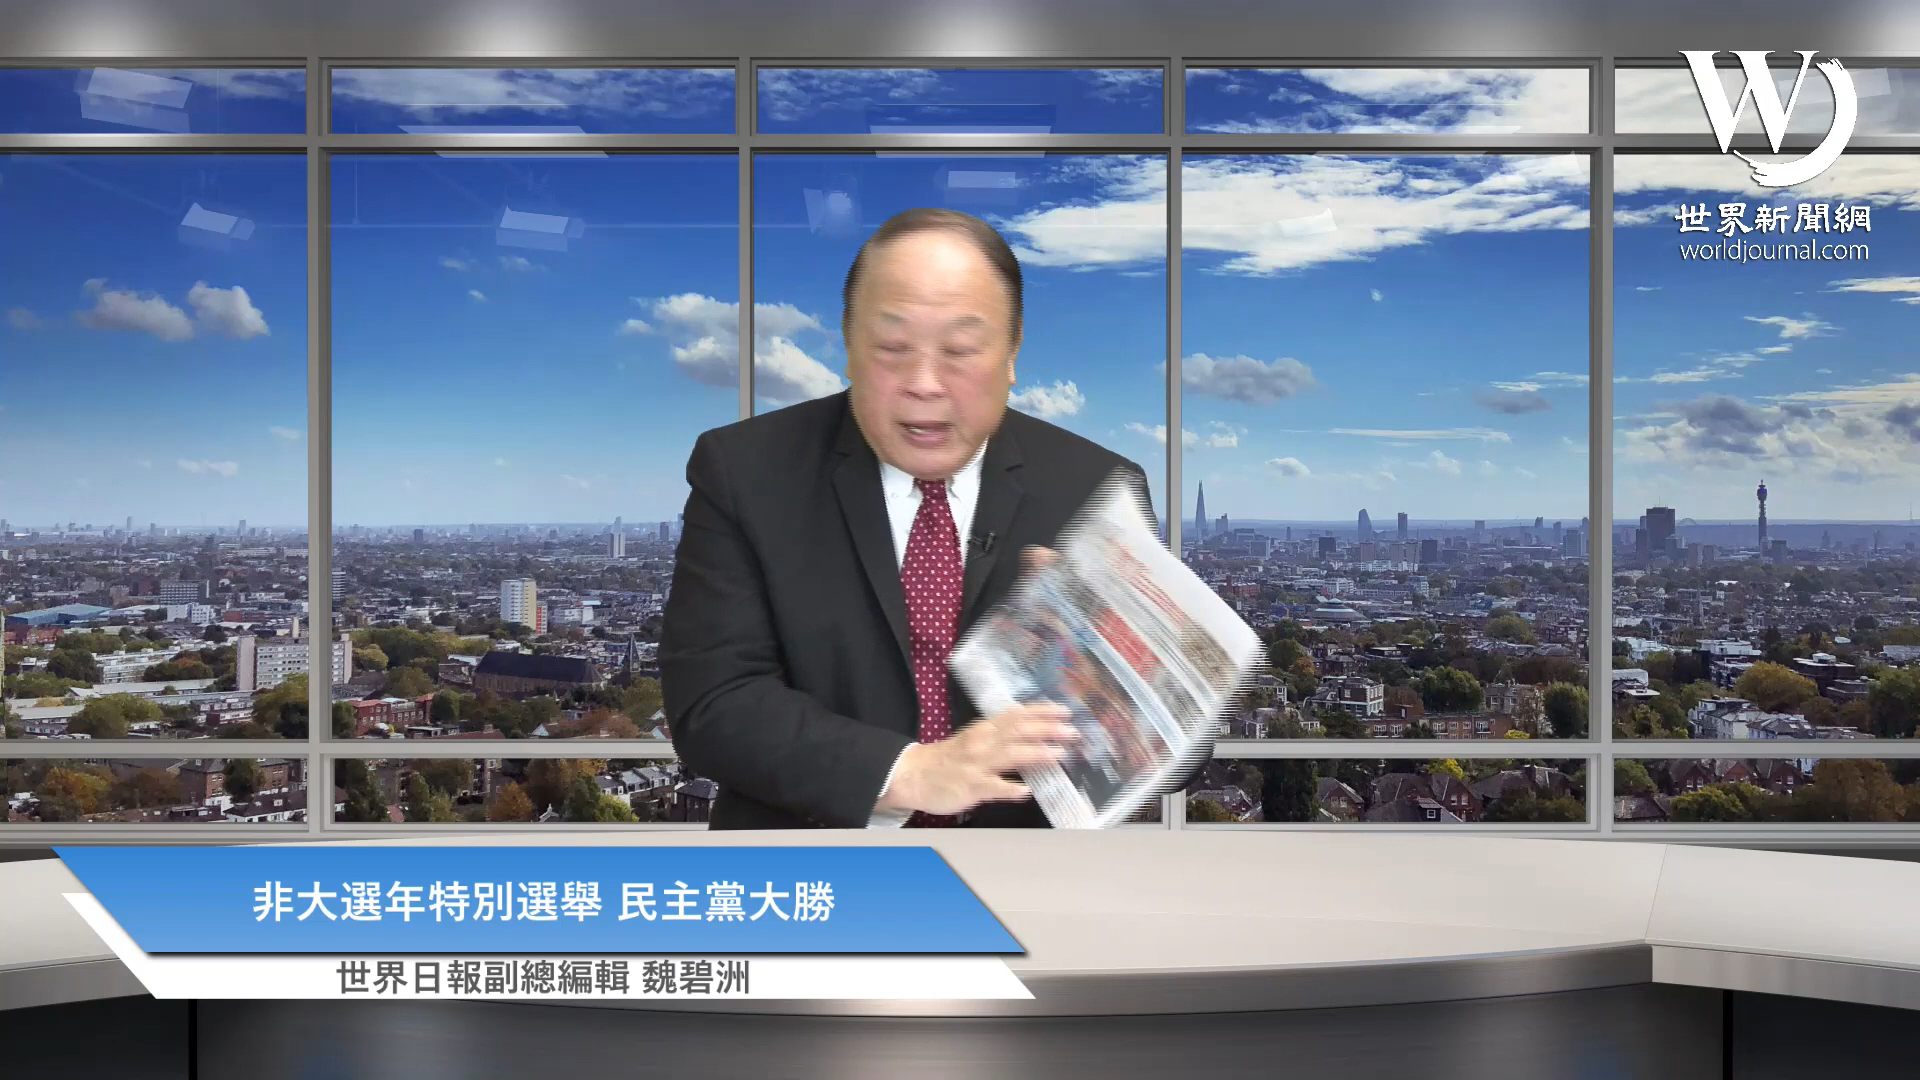 世界新聞網
worldjournal.com
非大選年特別選舉 民主黨大勝
世界日報副總編輯 魏碧洲